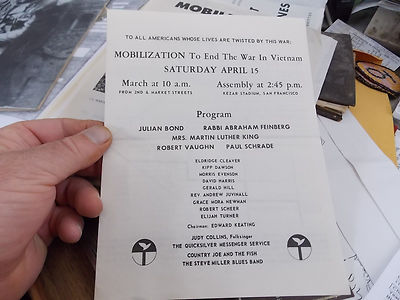 MOBILI
TO ALL AMERICANS WHOSE LIVES ARE TWISTED BY THIS WAR:
MOBILIZATION To End The War In Vietnam
SATURDAY APRIL 15
March at 10 a.m. Assembly at 2:45 p.m.
FROM 2ND & MARKET STREETS KEZAR STADIUM, SAN FRANCISCO
Program
JULIAN BOND RABBI ABRAHAM FEINBERG
MRS. MARTIN LUTHER KING
ROBERT VAUGHN PAUL SCHRADE
ELDRIDGE CLEAVER
KIPP DAWSON
MORRIS EVENSON
DAVID HARRIS
GERALD HILL
REV. ANDREW JUVINALL
GRACE MORA NEWMAN
ROBERT SCHEER
ELIJAH TURNER
Chairman: EDWARD KEATING
JUDY COLLINS, Folksinger
THE QUICKSILVER MESSENGER SERVICE
COUNTRY JOE AND THE FISH
THE STEVE MILLER BLUES BAND